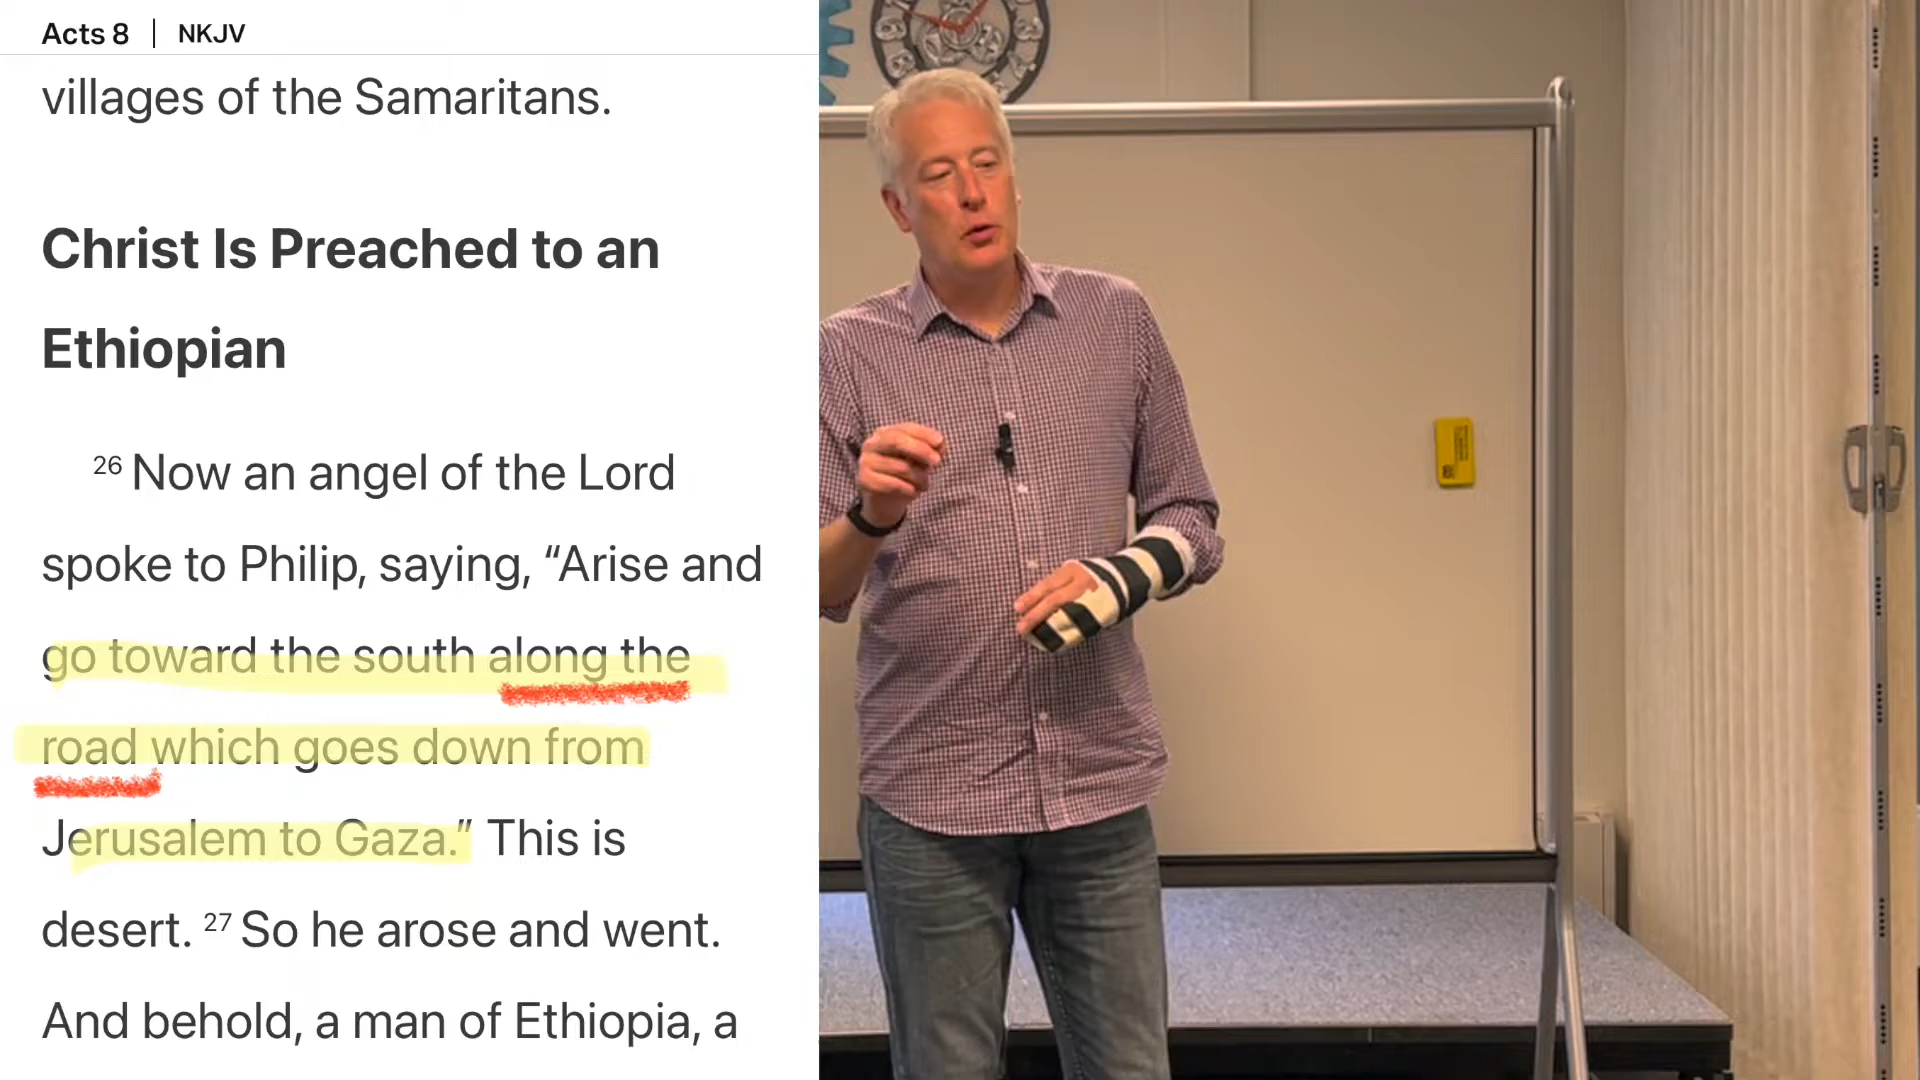 Acts 8 | NKJV
villages of the Samaritans.
Christ Is Preached to an
Ethiopian
26 Now an angel of the Lord
spoke to Philip, saying, “Arise and
go toward the south along the
road which goes down from
Jerusalem to Gaza.” This is
desert. 27 So he arose and went.
And behold, a man of Ethiopia, a